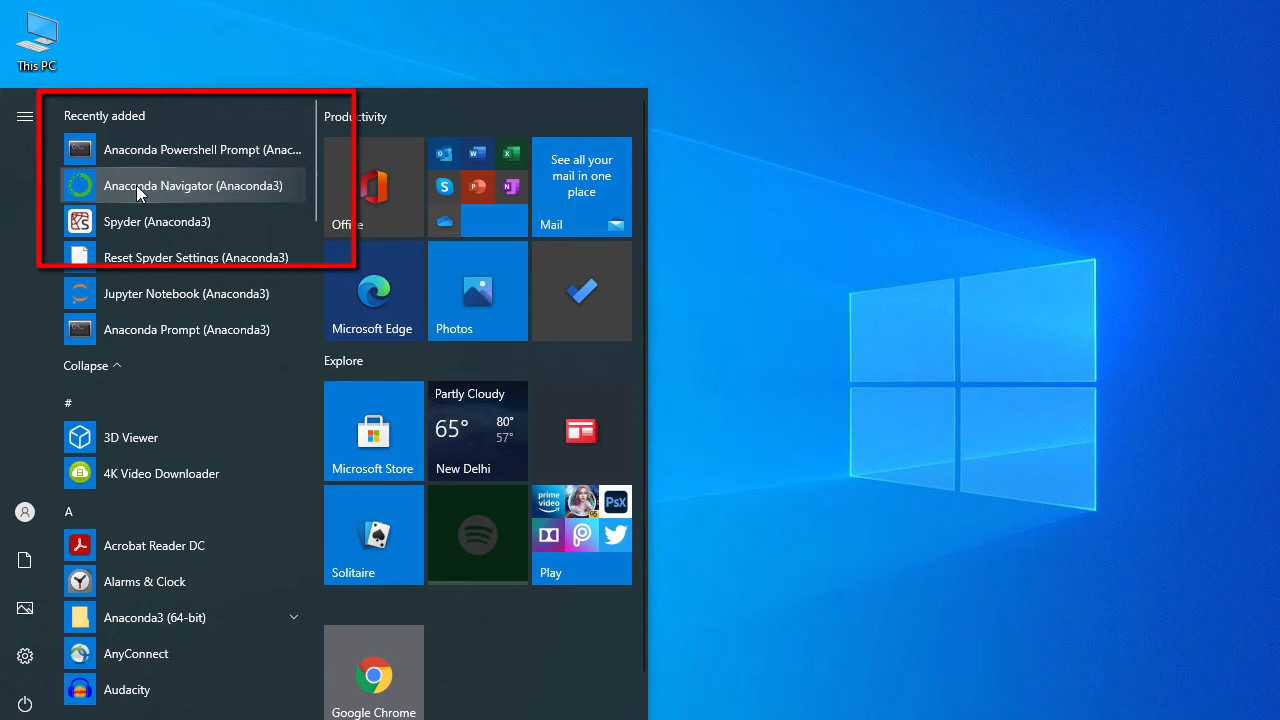 This PC
Recently added
Anaconda Powershell Prompt (Anac...
Anaconda Navigator (Anaconda3)
Spyder (Anaconda3)
Reset Spyder Settings (Anaconda3)
Jupyter Notebook (Anaconda3)
Anaconda Prompt (Anaconda3)
Collapse
#
3D Viewer
4K Video Downloader
A
Acrobat Reader DC
Alarms & Clock
Anaconda3 (64-bit)
AnyConnect
Audacity
Productivity
Office
See all your
mail in one
place
Mail
Microsoft Edge
Photos
Explore
Microsoft Store
Partly Cloudy
65°
80°
57°
New Delhi
Solitaire
prime
video
PsX
Play
Google Chrome